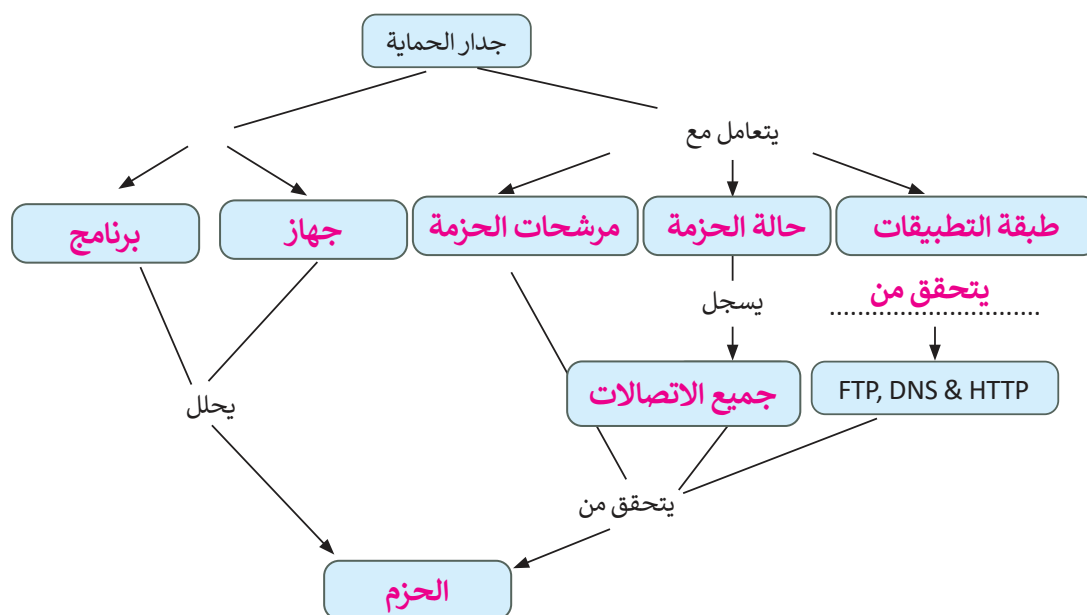 جدار الحماية
يتعامل مع
طبقة التطبيقات
حالة الحزمة
مرشحات الحزمة
جهاز
برنامج
يتحقق من
يسجل
FTP, DNS & HTTP
جميع الاتصالات
يحلل
يتحقق من
الحزم